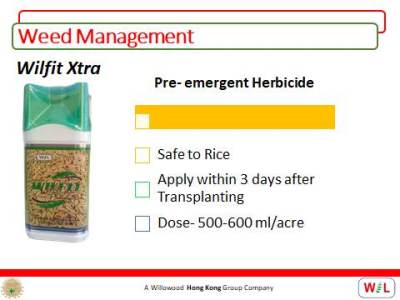 Weed Management
Wilfit Xtra
Pre- emergent Herbicide
Safe to Rice
Apply within 3 days after
Transplanting
Dose- 500-600 ml/acre
WILFIT
A Willowood Hong Kong Group Company
WIL